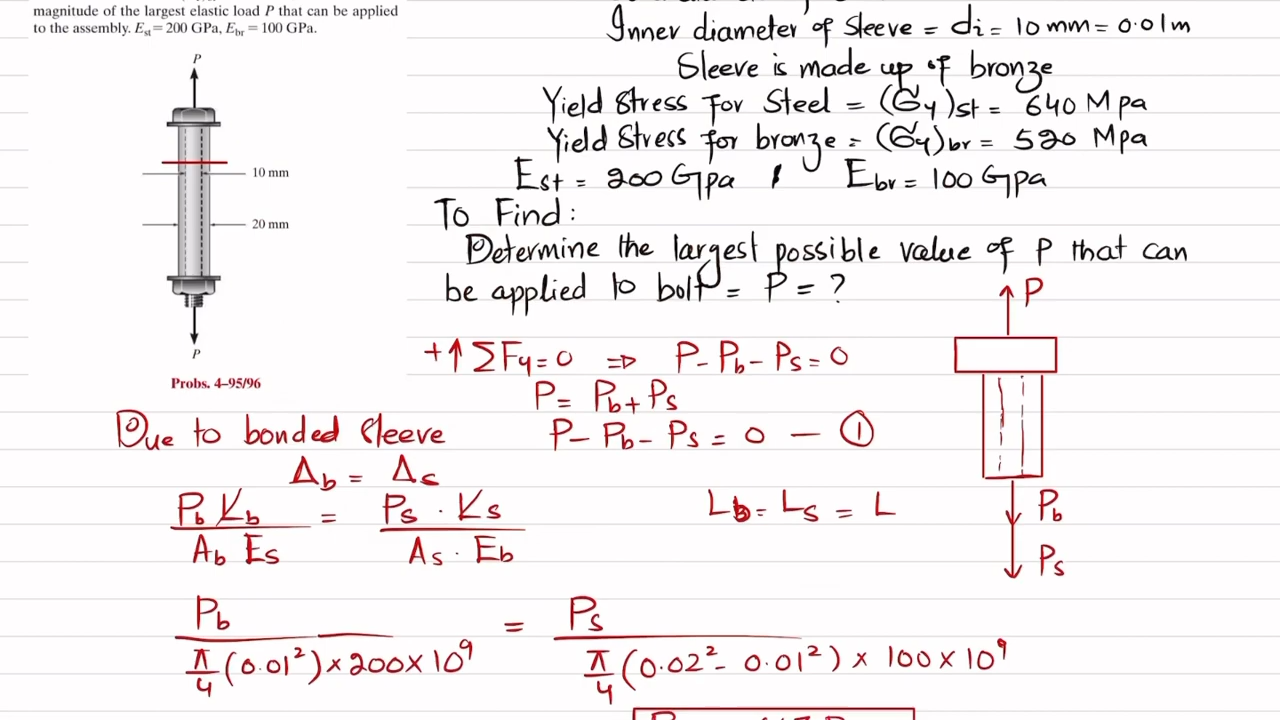 magnitude of the largest elastic load P that can be applied
to the assembly. Est = 200 GPa, Ebr = 100 GPa.
P
10 mm
20 mm
P
Probs. 4–95/96
Inner diameter of Sleeve = di = 10 mm = 0.01m
Sleeve is made up of bronze
Yield Stress for Steel = (σy)st = 640 Mpa
Yield Stress for bronze = (σy)br = 520 Mpa
Est = 200 Gpa , Ebr = 100 Gpa
To Find :
Determine the largest possible value of P that can
be applied to bolt = P = ?
P
+↑ ΣFy = 0 ⇒ P - Pb - Ps = 0
P = Pb + Ps
P - Pb - Ps = 0 — ①
Due to bonded sleeve
Δb = Δs
Pb Lb / Ab Es = Ps . Ls / As . Eb
Lb = Ls = L
Pb
Ps
Pb / π/4 (0.01²) × 200 × 10⁹ = Ps / π/4 (0.02² - 0.01²) × 100 × 10⁹